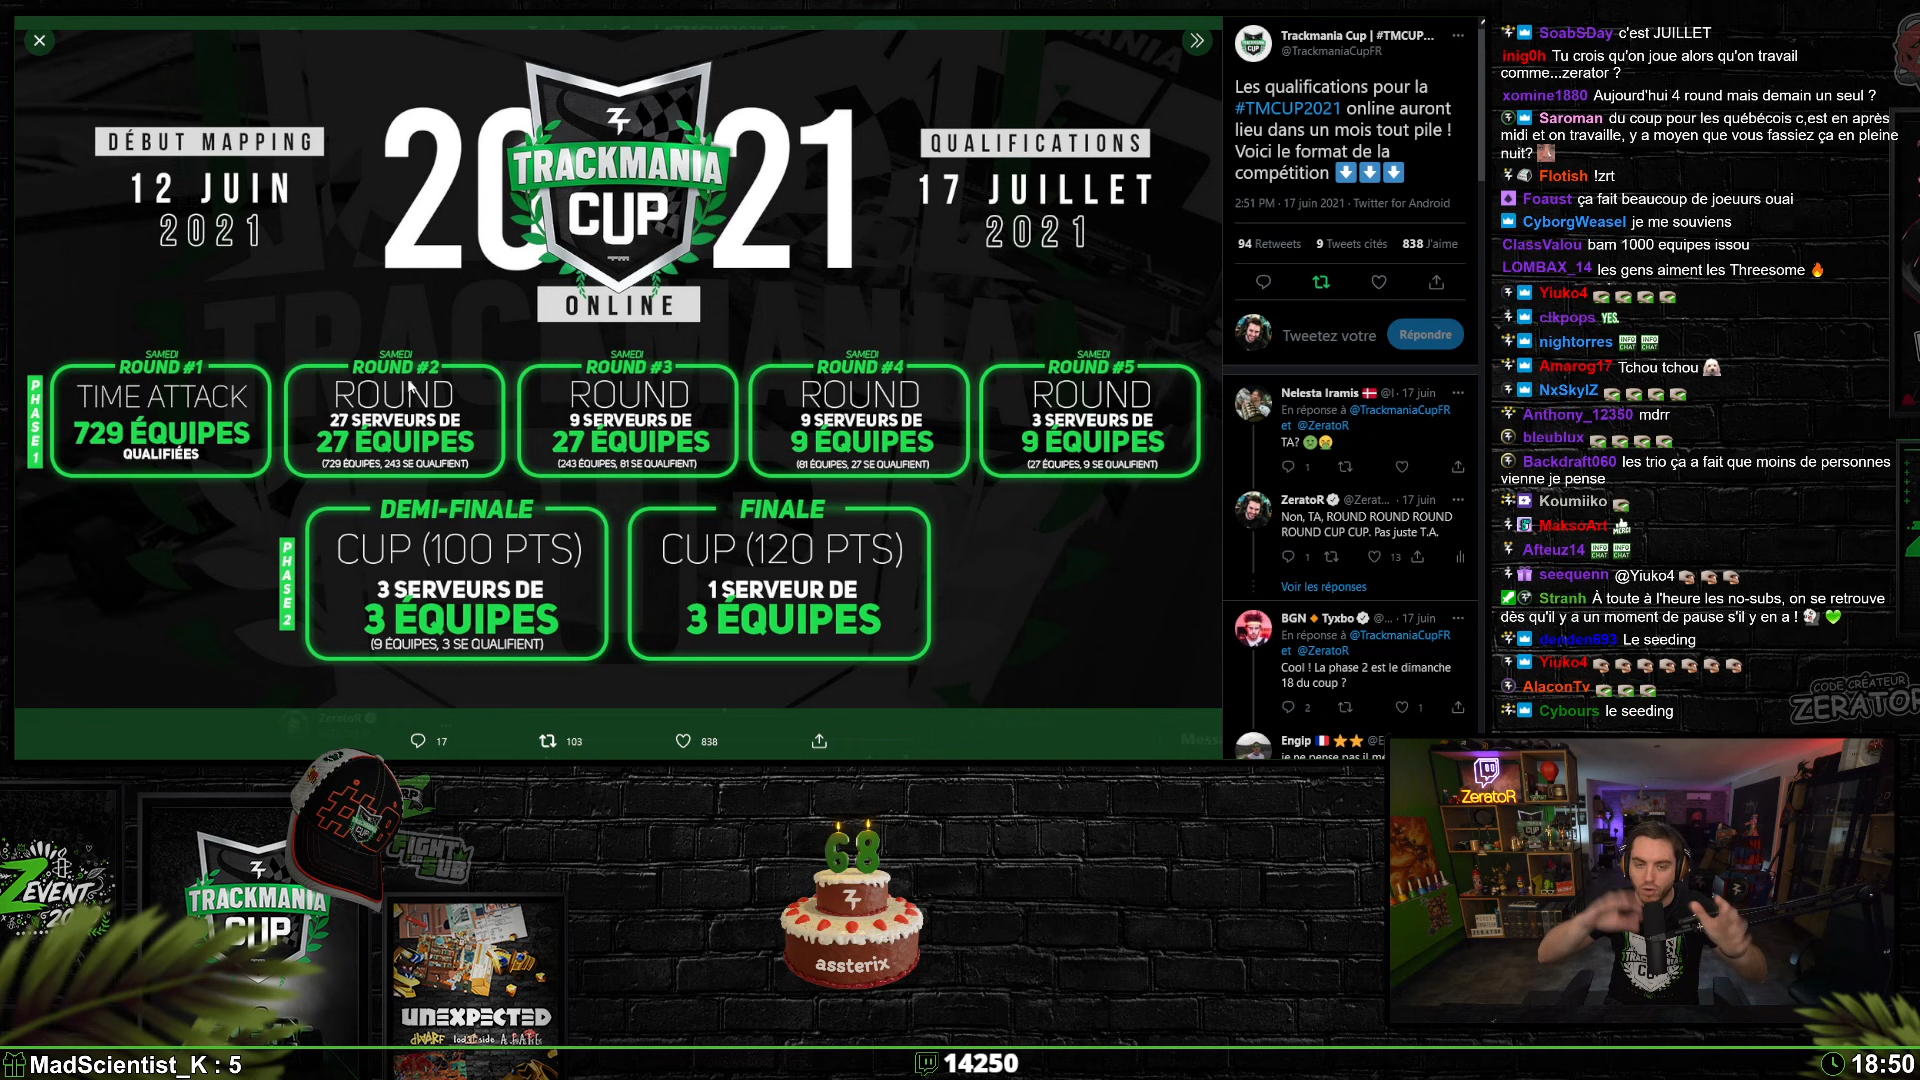 DÉBUT MAPPING
12 JUIN
2021
2021
TRACKMANIA
CUP
ONLINE
QUALIFICATIONS
17 JUILLET
2021
PHASE 1
SAMEDI
ROUND #1
TIME ATTACK
729 ÉQUIPES
QUALIFIÉES
SAMEDI
ROUND #2
ROUND
27 SERVEURS DE
27 ÉQUIPES
(729 ÉQUIPES, 243 SE QUALIFIENT)
SAMEDI
ROUND #3
ROUND
9 SERVEURS DE
27 ÉQUIPES
(243 ÉQUIPES, 81 SE QUALIFIENT)
SAMEDI
ROUND #4
ROUND
9 SERVEURS DE
9 ÉQUIPES
(81 ÉQUIPES, 27 SE QUALIFIENT)
SAMEDI
ROUND #5
ROUND
3 SERVEURS DE
9 ÉQUIPES
(27 ÉQUIPES, 9 SE QUALIFIENT)
PHASE 2
DEMI-FINALE
CUP (100 PTS)
3 SERVEURS DE
3 ÉQUIPES
(9 ÉQUIPES, 3 SE QUALIFIENT)
FINALE
CUP (120 PTS)
1 SERVEUR DE
3 ÉQUIPES
17 103 838
Trackmania Cup | #TMCUP...
@TrackmaniaCupFR
Les qualifications pour la
#TMCUP2021 online auront
lieu dans un mois tout pile !
Voici le format de la
compétition ⬇️⬇️⬇️
2:51 PM · 17 juin 2021 · Twitter for Android
94 Retweets 9 Tweets cités 838 J'aime
Tweetez votre Répondre
Nelesta Iramis 🇩🇰 @I · 17 juin
En réponse à @TrackmaniaCupFR
et @ZeratoR
TA? 🤢🤮
1
ZeratoR @Zerat... · 17 juin
Non, TA, ROUND ROUND ROUND
ROUND CUP CUP. Pas juste T.A.
1 13
Voir les réponses
BGN 🔸 Tyxbo @... · 17 juin
En réponse à @TrackmaniaCupFR
et @ZeratoR
Cool ! La phase 2 est le dimanche
18 du coup ?
2 1
Engip 🇫🇷 ⭐⭐ @E
SoabSDay c'est JUILLET
inig0h Tu crois qu'on joue alors qu'on travail
comme...zerator ?
xomine1880 Aujourd'hui 4 round mais demain un seul ?
Saroman du coup pour les québécois c,est en après
midi et on travaille, y a moyen que vous fassiez ça en pleine
nuit?
Flotish !zrt
Foaust ça fait beaucoup de joeuurs ouai
CyborgWeasel je me souviens
ClassValou bam 1000 equipes issou
LOMBAX_14 les gens aiment les Threesome 🔥
Yiuko4
clkpops YES.
nightorres INFO CHAT INFO CHAT
Amarog17 Tchou tchou
NxSkyIZ
Anthony_12350 mdrr
bleublux
Backdraft060 les trio ça a fait que moins de personnes
vienne je pense
Koumiiko
MaksoArt MERCI
Afteuz14 INFO CHAT INFO CHAT
seequenn @Yiuko4
Stranh À toute à l'heure les no-subs, on se retrouve
dès qu'il y a un moment de pause s'il y en a ! 💚
denden693 Le seeding
Yiuko4
AlaconTv
Cybours le seeding
CODE CRÉATEUR
ZERATOR
ZeratoR
ZEVENT
TRACKMANIA
CUP
FIGHT
FOR SUB
UNEXPECTED
68
assterix
MadScientist_K : 5
14250
18:50